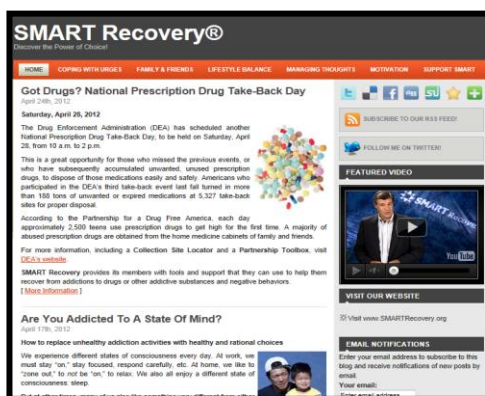 SMART Recovery®
Discover the Power of Choice!
HOME COPING WITH URGES FAMILY & FRIENDS LIFESTYLE BALANCE MANAGING THOUGHTS MOTIVATION SUPPORT SMART
Got Drugs? National Prescription Drug Take-Back Day
April 24th, 2012
Saturday, April 28, 2012
The Drug Enforcement Administration (DEA) has scheduled another
National Prescription Drug Take-Back Day, to be held on Saturday, April
28, from 10 a.m. to 2 p.m.
This is a great opportunity for those who missed the previous events, or
who have subsequently accumulated unwanted, unused prescription
drugs, to dispose of those medications easily and safely. Americans who
participated in the DEA's third take-back event last fall turned in more
than 188 tons of unwanted or expired medications at 5,327 take-back
sites for proper disposal.
According to the Partnership for a Drug Free America, each day
approximately 2,500 teens use prescription drugs to get high for the first time. A majority of
abused prescription drugs are obtained from the home medicine cabinets of family and friends.
For more information, including a Collection Site Locator and a Partnership Toolbox, visit
DEA's website.
SMART Recovery provides its members with tools and support that they can use to help them
recover from addictions to drugs or other addictive substances and negative behaviors.
[ More Information ]
Are You Addicted To A State Of Mind?
April 17th, 2012
How to replace unhealthy addiction activities with healthy and rational choices
We experience different states of consciousness every day. At work, we
must stay "on," stay focused, respond carefully, etc. At home, we like to
"zone out," to not be "on," to relax. We also all enjoy a different state of
consciousness: sleep.
SUBSCRIBE TO OUR RSS FEED!
FOLLOW ME ON TWITTER!
FEATURED VIDEO
SMART
YouTube
VISIT OUR WEBSITE
Visit www.SMARTRecovery.org
EMAIL NOTIFICATIONS
Enter your email address to subscribe to this
blog and receive notifications of new posts by
email.
Your email:
Enter email address